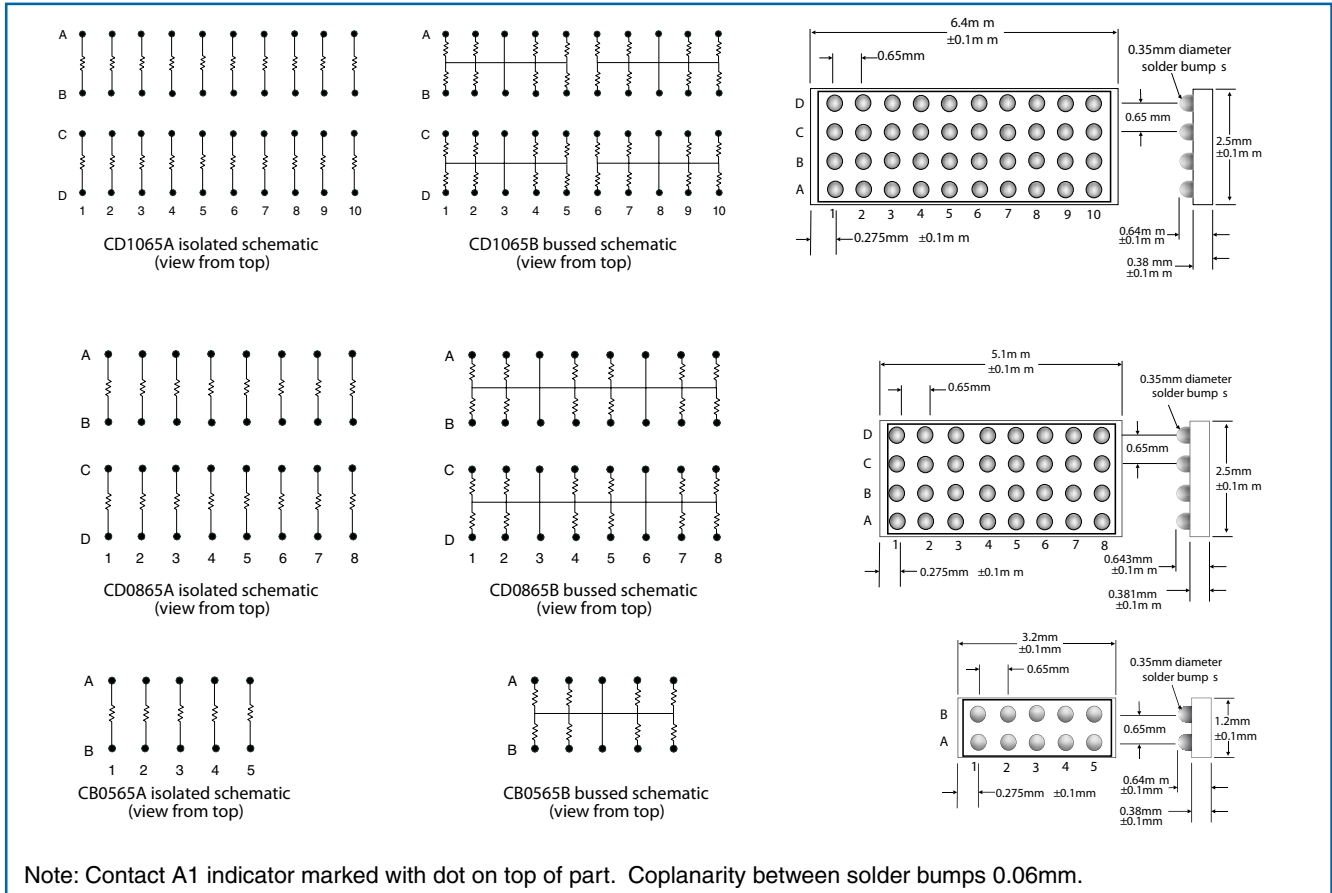 A
B
C
D
1 2 3 4 5 6 7 8 9 10
CD1065A isolated schematic
(view from top)
A
B
C
D
1 2 3 4 5 6 7 8 9 10
CD1065B bussed schematic
(view from top)
6.4m m
±0.1m m
0.65mm
0.35mm diameter
solder bump s
D
C
B
A
1 2 3 4 5 6 7 8 9 10
0.275mm ±0.1m m
0.65 mm
2.5mm
±0.1m m
0.64m m
±0.1m m
0.38 mm
±0.1m m
A
B
C
D
1 2 3 4 5 6 7 8
CD0865A isolated schematic
(view from top)
A
B
C
D
1 2 3 4 5 6 7 8
CD0865B bussed schematic
(view from top)
5.1m m
±0.1m m
0.65mm
0.35mm diameter
solder bump s
D
C
B
A
1 2 3 4 5 6 7 8
0.275mm ±0.1m m
0.65mm
2.5mm
±0.1m m
0.643mm
±0.1m m
0.381mm
±0.1m m
A
B
1 2 3 4 5
CB0565A isolated schematic
(view from top)
A
B
CB0565B bussed schematic
(view from top)
3.2mm
±0.1mm
0.65mm
0.35mm diameter
solder bump s
B
A
1 2 3 4 5
0.275mm ±0.1mm
0.65mm
1.2mm
±0.1mm
0.64m m
±0.1mm
0.38mm
±0.1mm
Note: Contact A1 indicator marked with dot on top of part. Coplanarity between solder bumps 0.06mm.